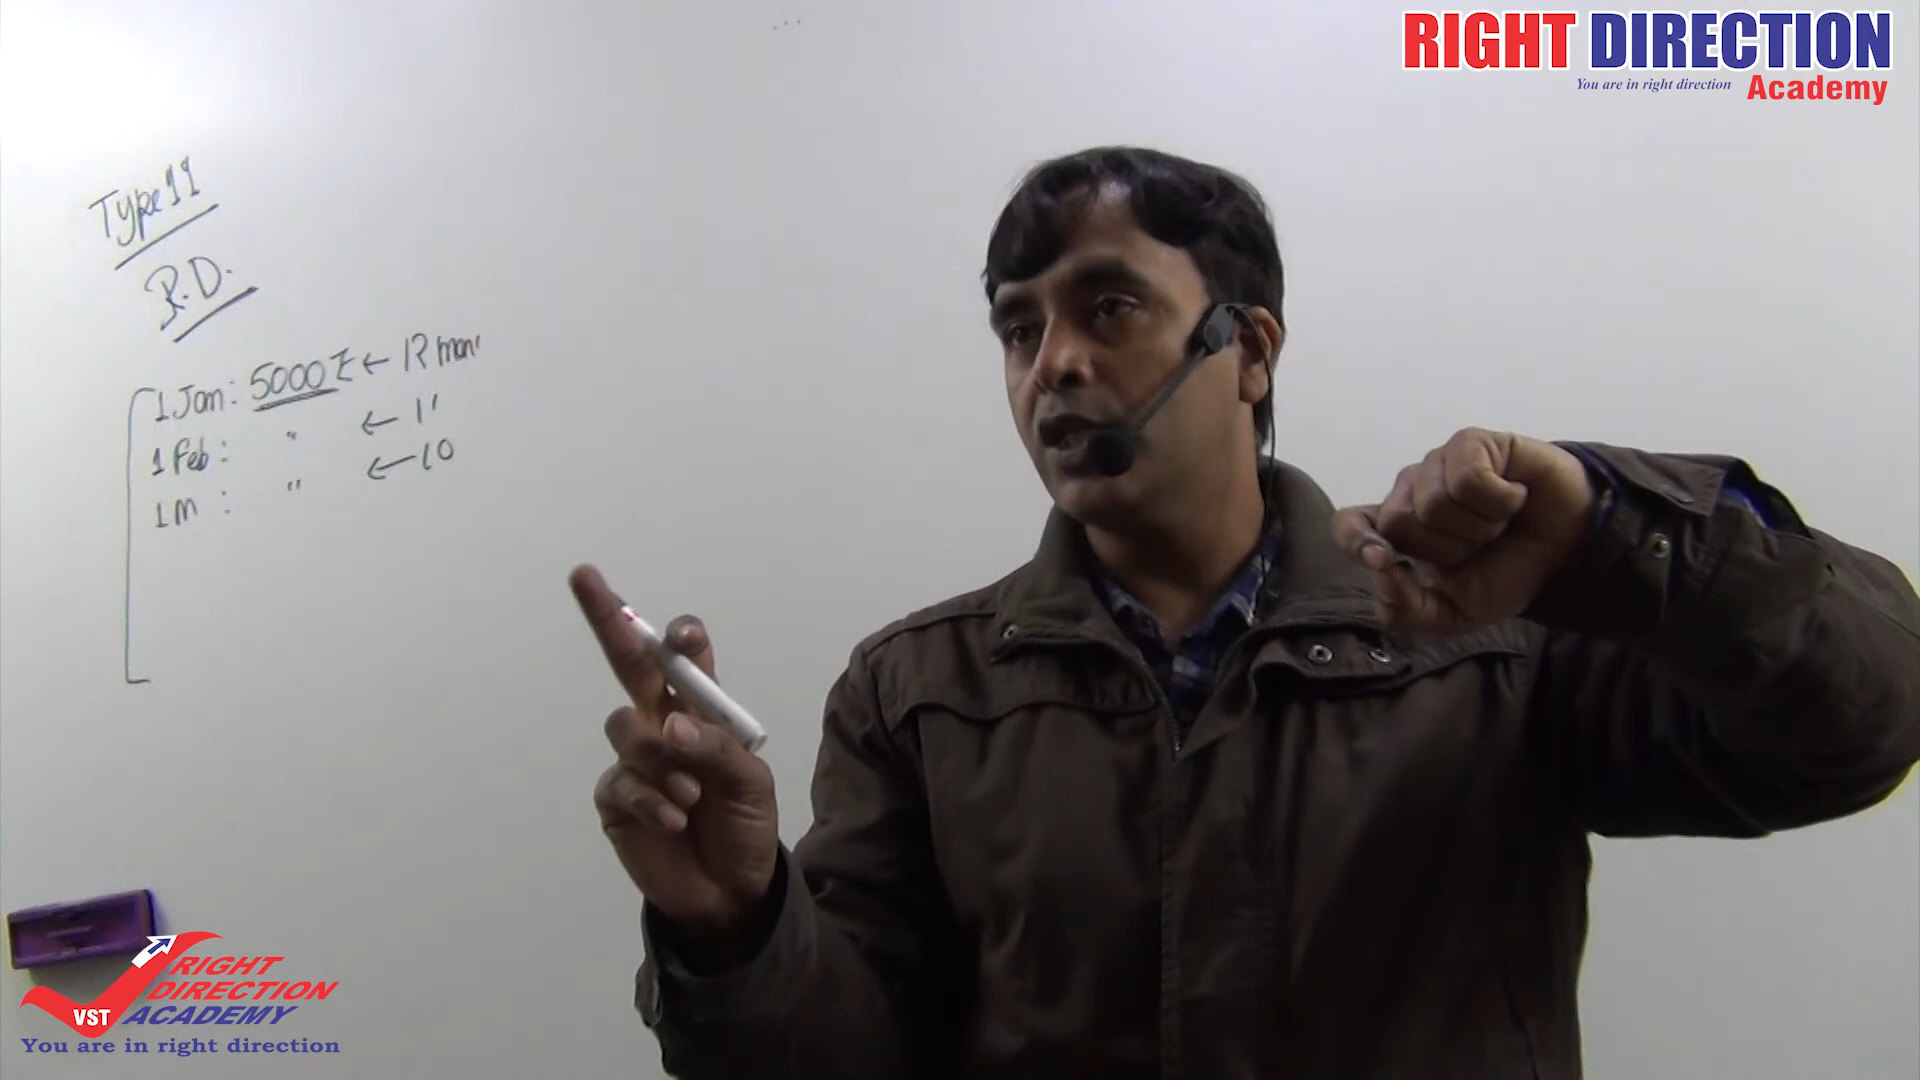 RIGHT DIRECTION
You are in right direction Academy
Type 11
R.D.
1 Jan : 5000 ₹ ← 12 mon
1 Feb : " ← 11
1 M : " ← 10
RIGHT
DIRECTION
VST ACADEMY
You are in right direction